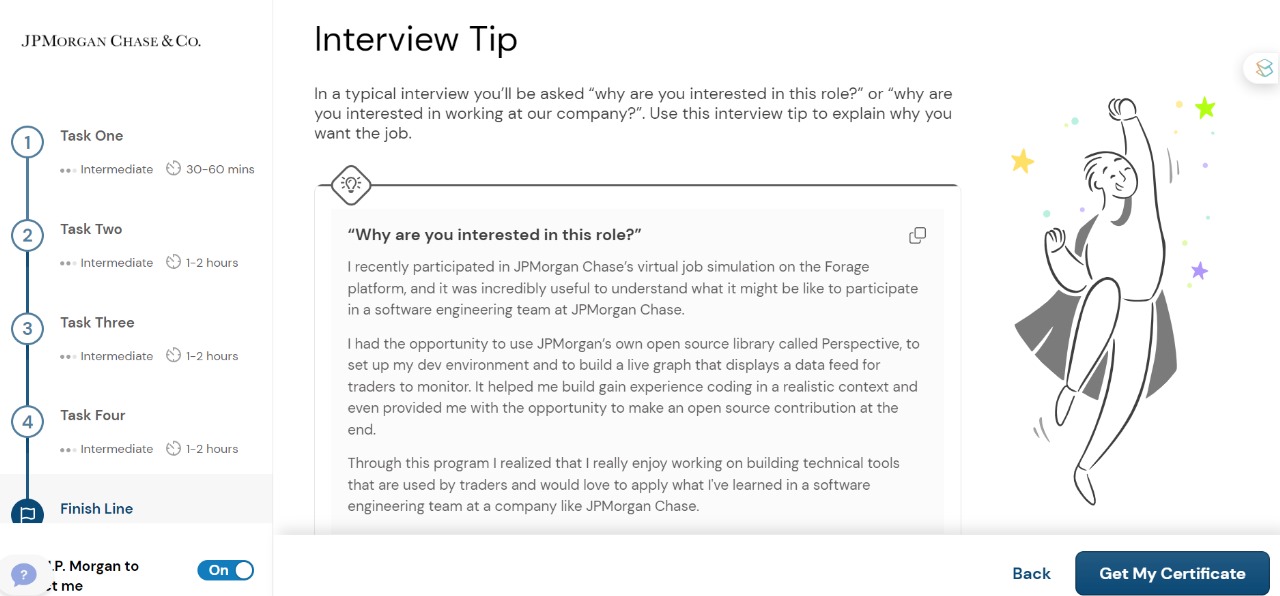 JPMORGAN CHASE & CO.
1
Task One
Intermediate
30-60 mins
2
Task Two
Intermediate
1-2 hours
3
Task Three
Intermediate
1-2 hours
4
Task Four
Intermediate
1-2 hours
Finish Line
.P. Morgan to
t me
On
?
Interview Tip
In a typical interview you’ll be asked “why are you interested in this role?” or “why are
you interested in working at our company?”. Use this interview tip to explain why you
want the job.
“Why are you interested in this role?”
I recently participated in JPMorgan Chase’s virtual job simulation on the Forage
platform, and it was incredibly useful to understand what it might be like to participate
in a software engineering team at JPMorgan Chase.
I had the opportunity to use JPMorgan’s own open source library called Perspective, to
set up my dev environment and to build a live graph that displays a data feed for
traders to monitor. It helped me build gain experience coding in a realistic context and
even provided me with the opportunity to make an open source contribution at the
end.
Through this program I realized that I really enjoy working on building technical tools
that are used by traders and would love to apply what I've learned in a software
engineering team at a company like JPMorgan Chase.
Back
Get My Certificate